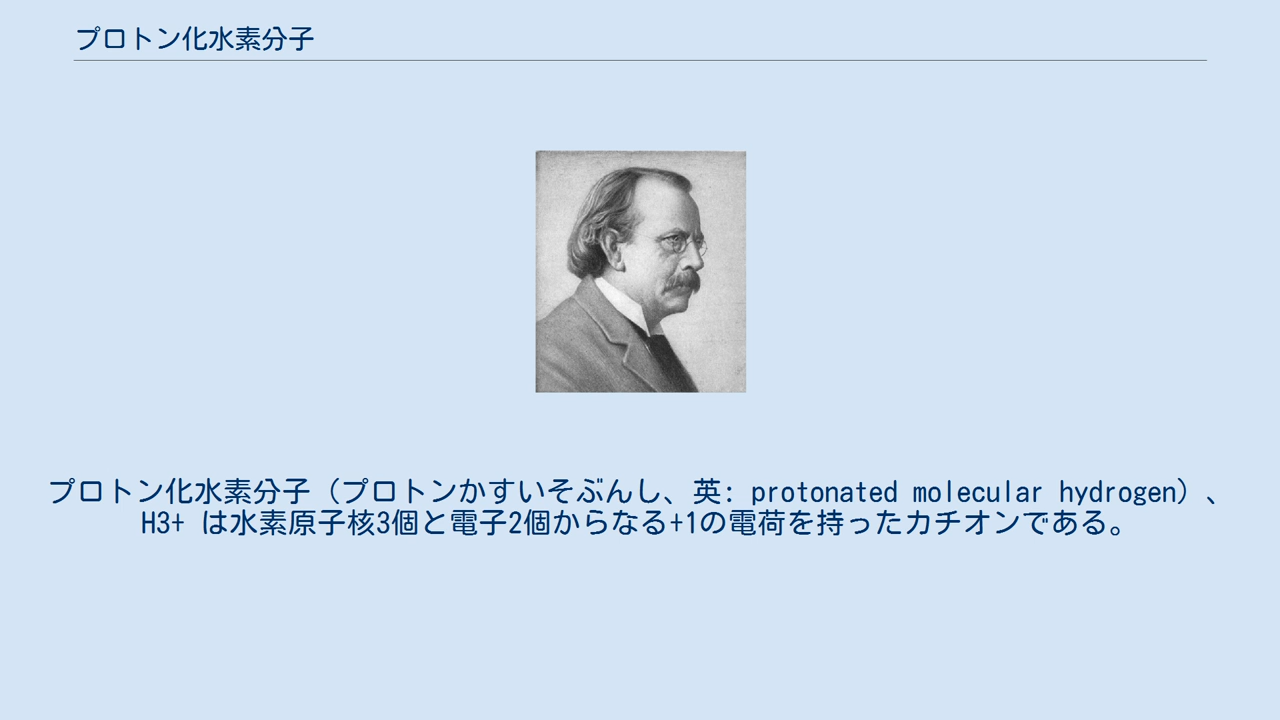 プロトン化水素分子
プロトン化水素分子（プロトンかすいそぶんし、英: protonated molecular hydrogen）、
H3+ は水素原子核3個と電子2個からなる+1の電荷を持ったカチオンである。